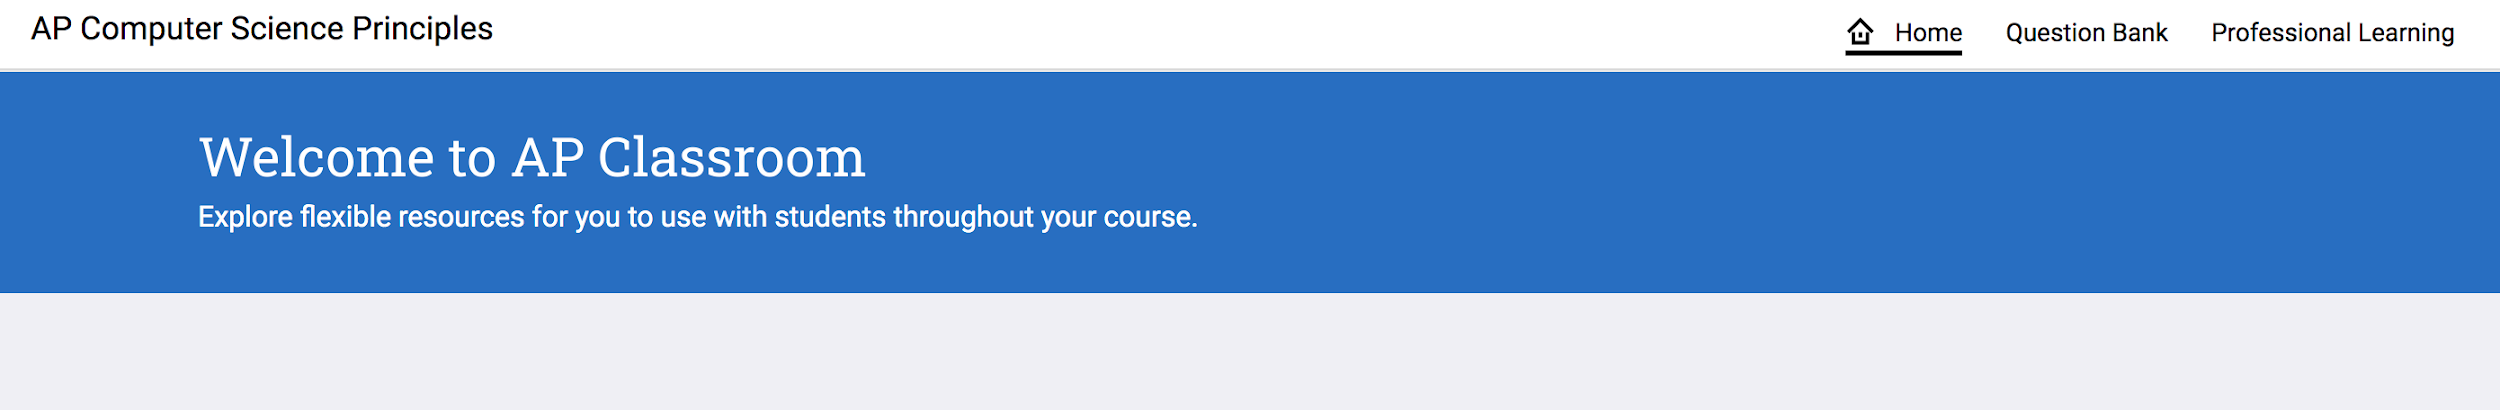 AP Computer Science Principles
Home
Question Bank
Professional Learning
Welcome to AP Classroom
Explore flexible resources for you to use with students throughout your course.